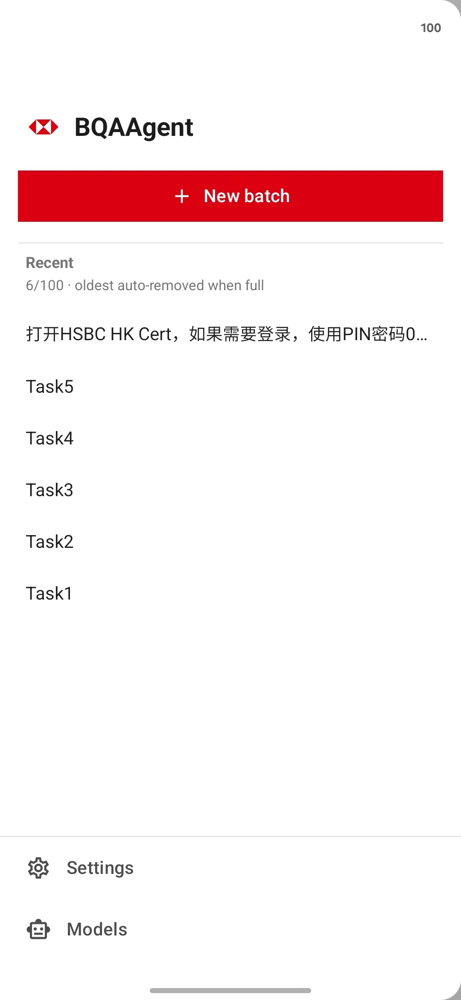 100
BQAAgent
+ New batch
Recent
6/100 · oldest auto-removed when full
打开HSBC HK Cert，如果需要登录，使用PIN密码0...
Task5
Task4
Task3
Task2
Task1
Settings
Models